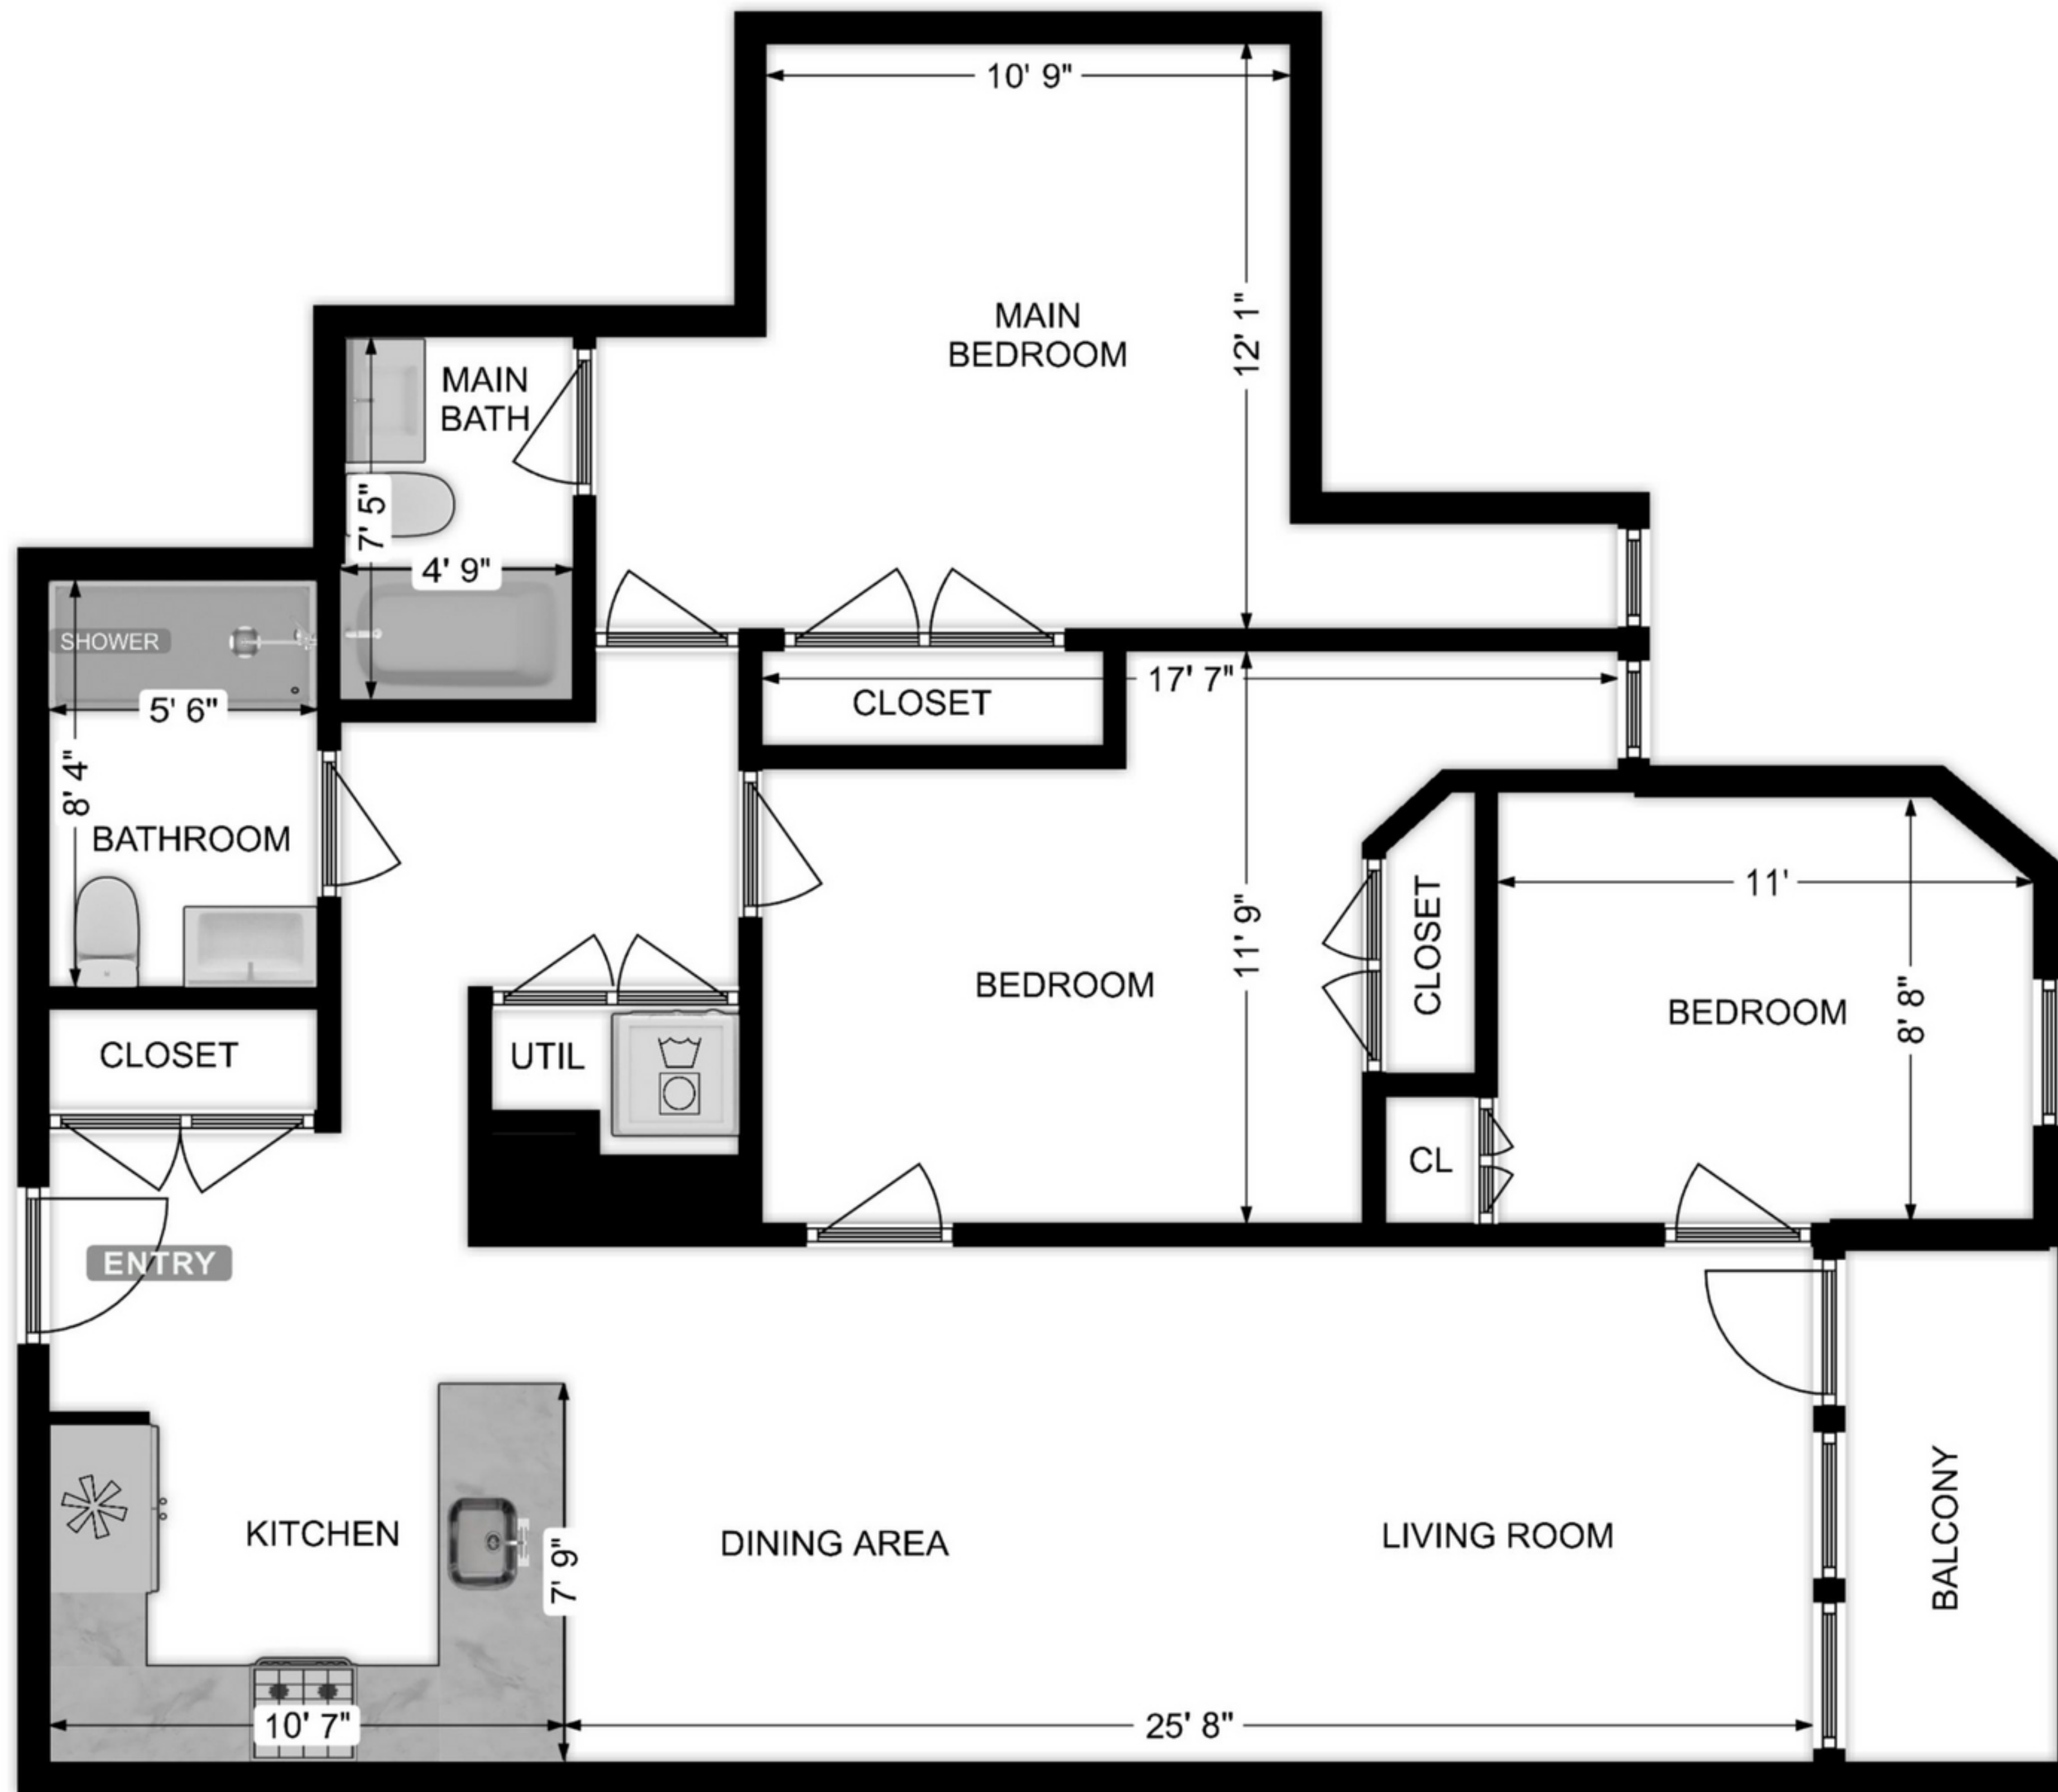 10' 9"
MAIN
BEDROOM
12' 1"
MAIN
BATH
7' 5"
4' 9"
SHOWER
5' 6"
8' 4"
BATHROOM
CLOSET
17' 7"
11' 9"
BEDROOM
CLOSET
11'
BEDROOM
8' 8"
CLOSET
UTIL
CL
ENTRY
KITCHEN
7' 9"
DINING AREA
LIVING ROOM
BALCONY
10' 7"
25' 8"